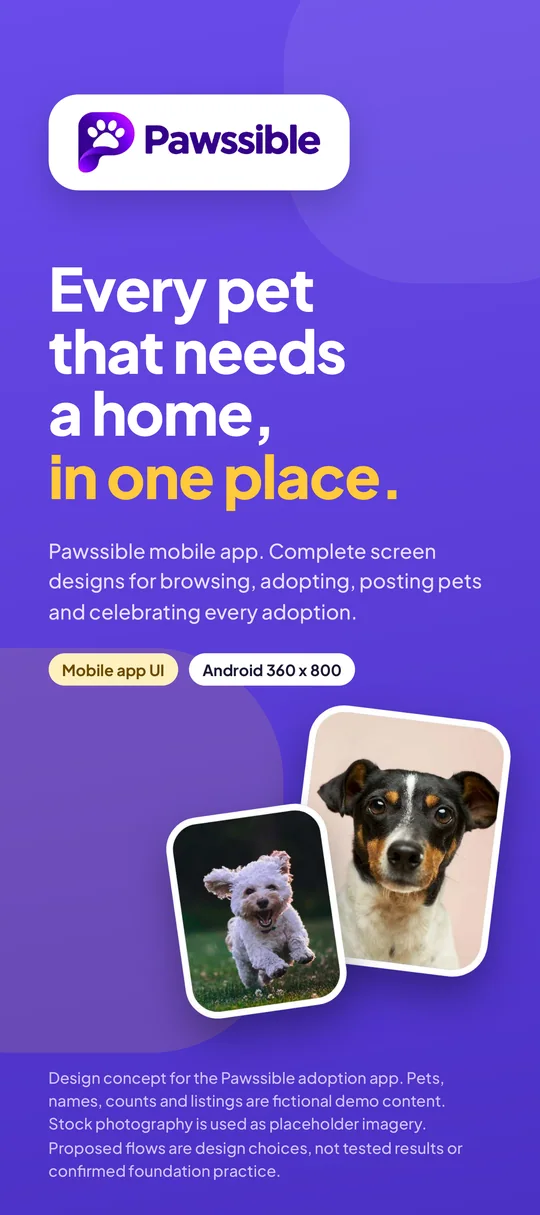 Pawssible
Every pet
that needs
a home,
in one place.
Pawssible mobile app. Complete screen
designs for browsing, adopting, posting pets
and celebrating every adoption.
Mobile app UI
Android 360 x 800
Design concept for the Pawssible adoption app. Pets,
names, counts and listings are fictional demo content.
Stock photography is used as placeholder imagery.
Proposed flows are design choices, not tested results or
confirmed foundation practice.